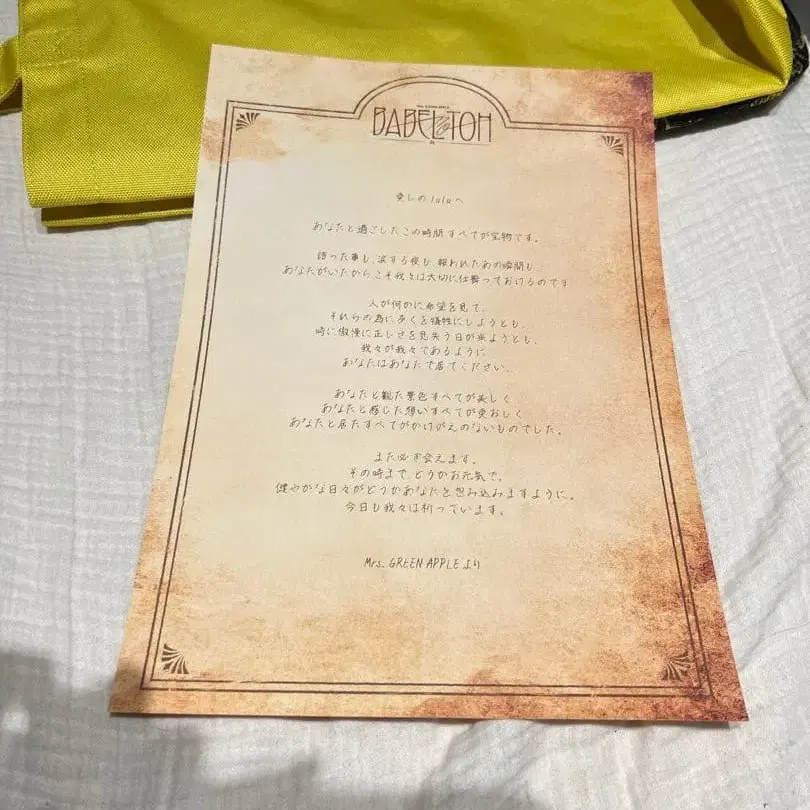 BABEL no TOH
愛しの lulu へ
あなたと過ごしたこの時間すべてが宝物です。
語った事も、涙する夜も、報われたあの瞬間も、
あなたがいたからこそ我々は大切に仕舞っておけるのです
人が何かに希望を見て、
それらの為に多くを犠牲にしようとも、
時に傲慢に正しさを見失う日が来ようとも、
我々が我々であるように
あなたはあなたで居てください。
あなたと観た景色すべてが美しく
あなたと感じた想いすべてが愛おしく
あなたと居たすべてがかけがえのないものでした。
また必ず会えます。
その時まで、どうかお元気で。
健やかな日々がどうかあなたを包み込みますように。
今日も我々は祈っています。
Mrs. GREEN APPLE より